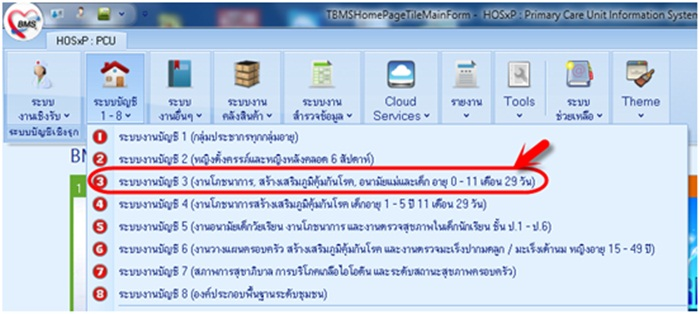 TBMSHomePageTileMainForm - HOSxP : Primary Care Unit Information System
BMS
HOSxP : PCU
ระบบงานเชิงรับ
ระบบบัญชี 1 - 8
ระบบงานอื่นๆ
ระบบงานคลังสินค้า
ระบบงานสำรวจข้อมูล
Cloud Services
รายงาน
Tools
ระบบช่วยเหลือ
Theme
ระบบบัญชีเชิงรุก
1 ระบบงานบัญชี 1 (กลุ่มประชากรทุกกลุ่มอายุ)
2 ระบบงานบัญชี 2 (หญิงตั้งครรภ์และหญิงหลังคลอด 6 สัปดาห์)
3 ระบบงานบัญชี 3 (งานโภชนาการ, สร้างเสริมภูมิคุ้มกันโรค, อนามัยแม่และเด็ก อายุ 0 - 11 เดือน 29 วัน)
4 ระบบงานบัญชี 4 (งานโภชนาการสร้างเสริมภูมิคุ้มกันโรค เด็กอายุ 1 - 5 ปี 11 เดือน 29 วัน)
5 ระบบงานบัญชี 5 (งานอนามัยเด็กวัยเรียน งานโภชนาการ และงานตรวจสุขภาพในเด็กนักเรียน ชั้น ป.1 - ป.6)
6 ระบบงานบัญชี 6 (งานวางแผนครอบครัว สร้างเสริมภูมิคุ้มกันโรค และงานตรวจมะเร็งปากมดลูก / มะเร็งเต้านม หญิงอายุ 15 - 49 ปี)
7 ระบบงานบัญชี 7 (สภาพการสุขาภิบาล การบริโภคเกลือไอโอดีน และระดับสถานะสุขภาพครอบครัว)
8 ระบบงานบัญชี 8 (องค์ประกอบพื้นฐานระดับชุมชน)